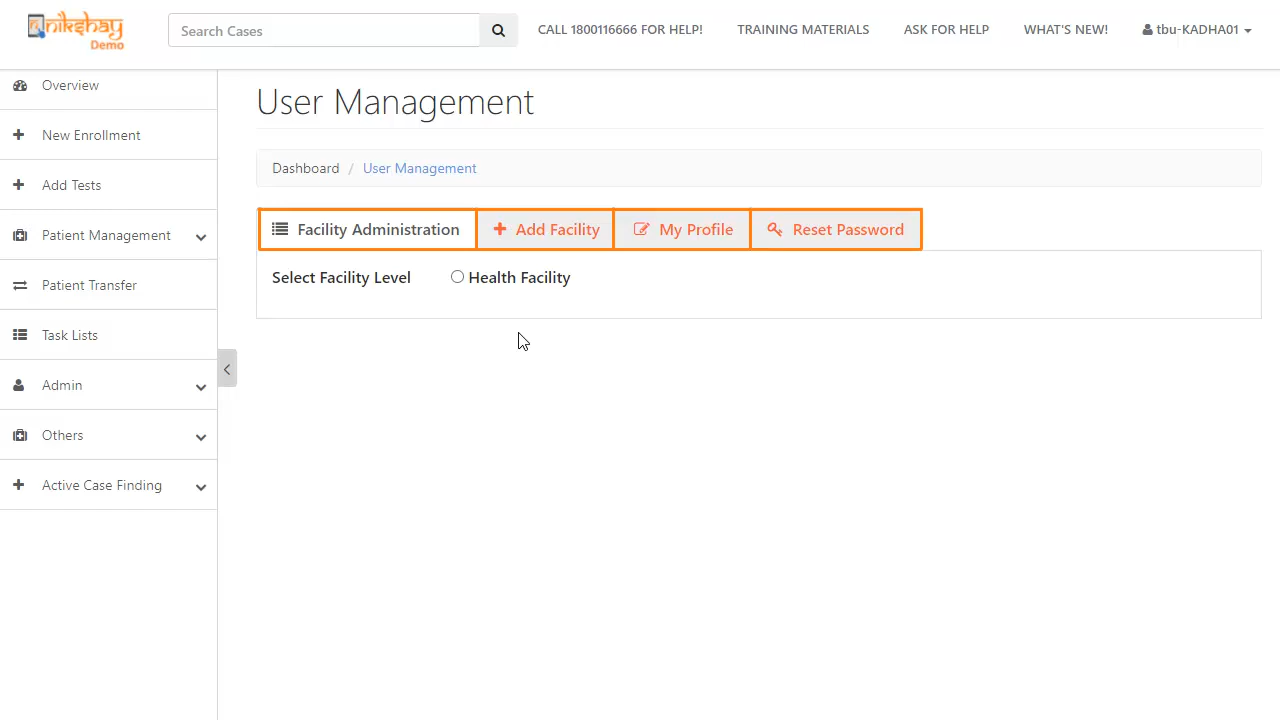 nikshay
Demo
Search Cases
CALL 1800116666 FOR HELP!
TRAINING MATERIALS
ASK FOR HELP
WHAT'S NEW!
tbu-KADHA01
Overview
New Enrollment
Add Tests
Patient Management
Patient Transfer
Task Lists
Admin
Others
Active Case Finding
User Management
Dashboard / User Management
Facility Administration
Add Facility
My Profile
Reset Password
Select Facility Level
Health Facility